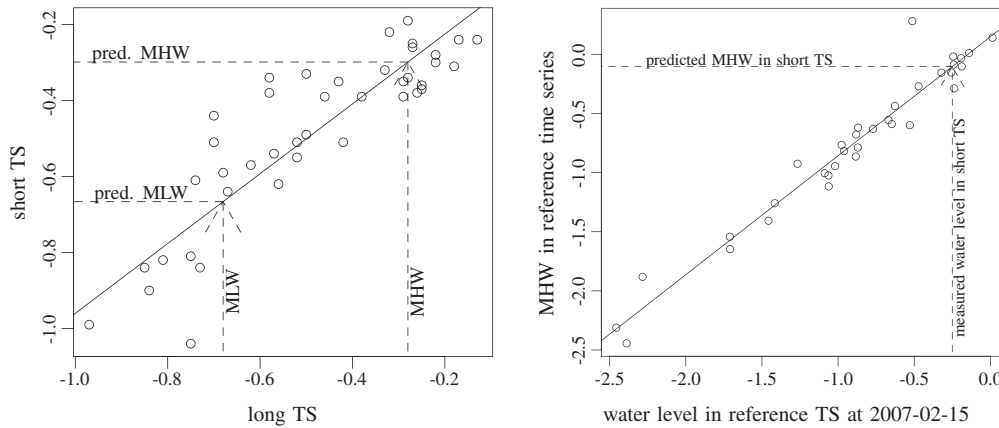 -0.2
-0.4
-0.6
-0.8
-1.0
short TS
pred. MHW
pred. MLW
MLW
MHW
-1.0 -0.8 -0.6 -0.4 -0.2
long TS
0.0
-0.5
-1.0
-1.5
-2.0
-2.5
MHW in reference time series
predicted MHW in short TS
measured water level in short TS
-2.5 -2.0 -1.5 -1.0 -0.5 0.0
water level in reference TS at 2007-02-15